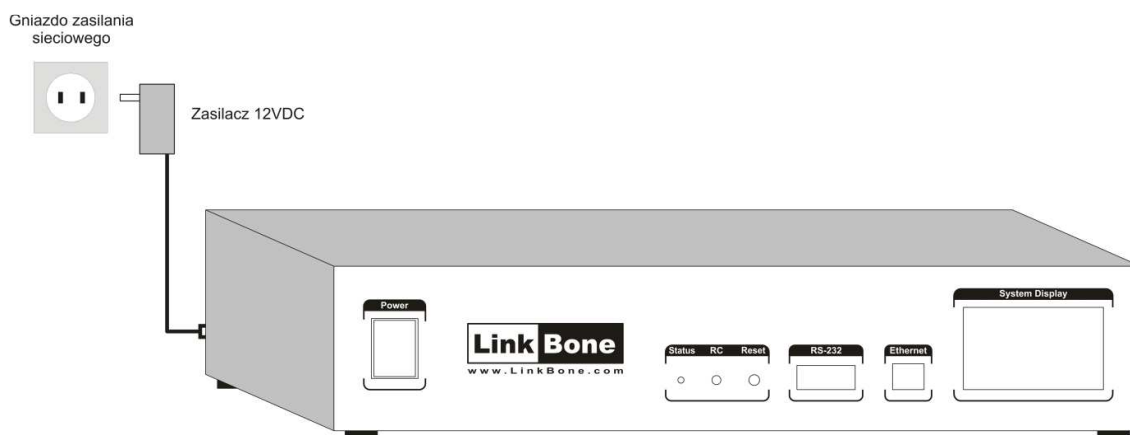 Gniazdo zasilania
sieciowego
Zasilacz 12VDC
Power
Link Bone
www.LinkBone.com
Status RC Reset
RS-232
Ethernet
System Display